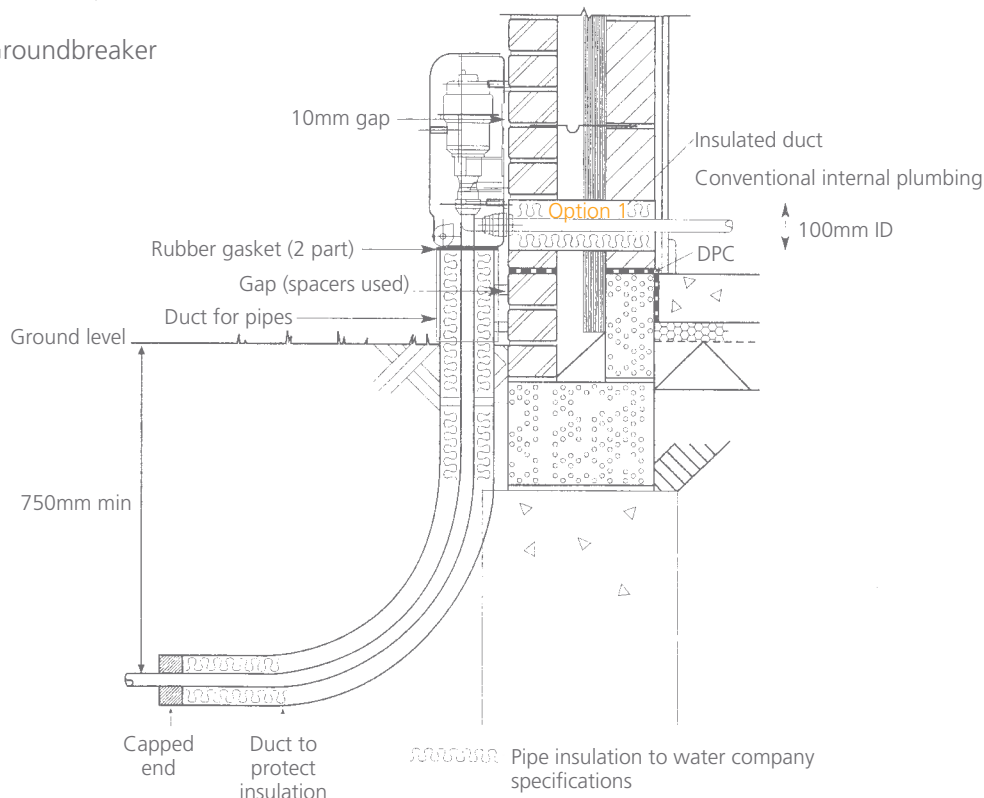 roundbreaker
10mm gap
Insulated duct
Conventional internal plumbing
Option 1
100mm ID
Rubber gasket (2 part)
DPC
Gap (spacers used)
Duct for pipes
Ground level
750mm min
Capped
end
Duct to
protect
insulation
Pipe insulation to water company
specifications